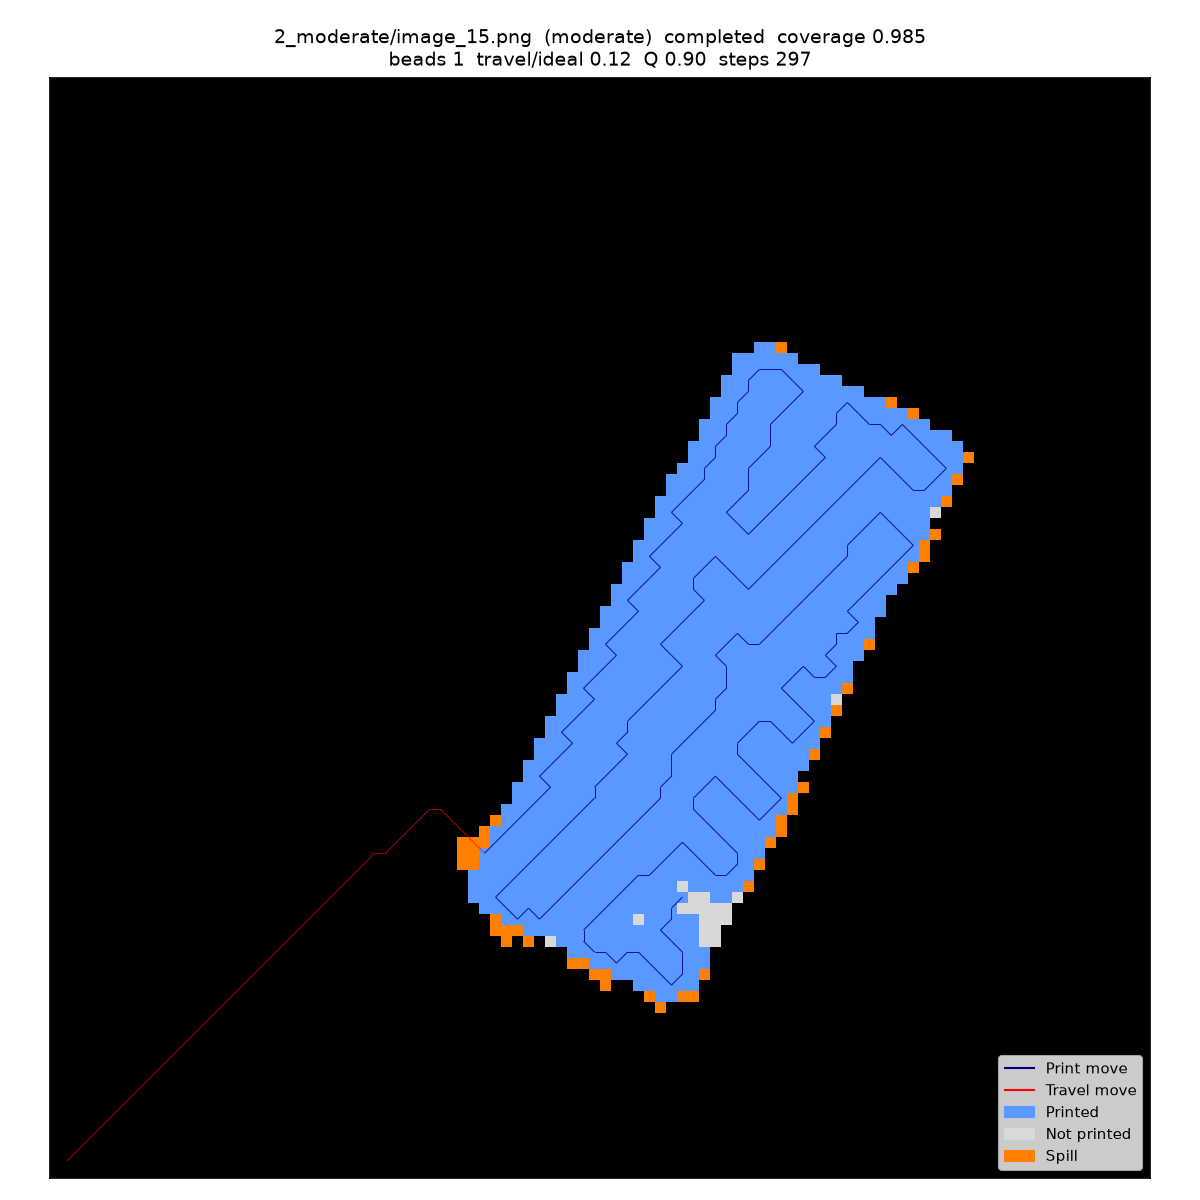 2_moderate/image_15.png  (moderate)  completed  coverage 0.985
beads 1  travel/ideal 0.12  Q 0.90  steps 297
Print move
Travel move
Printed
Not printed
Spill